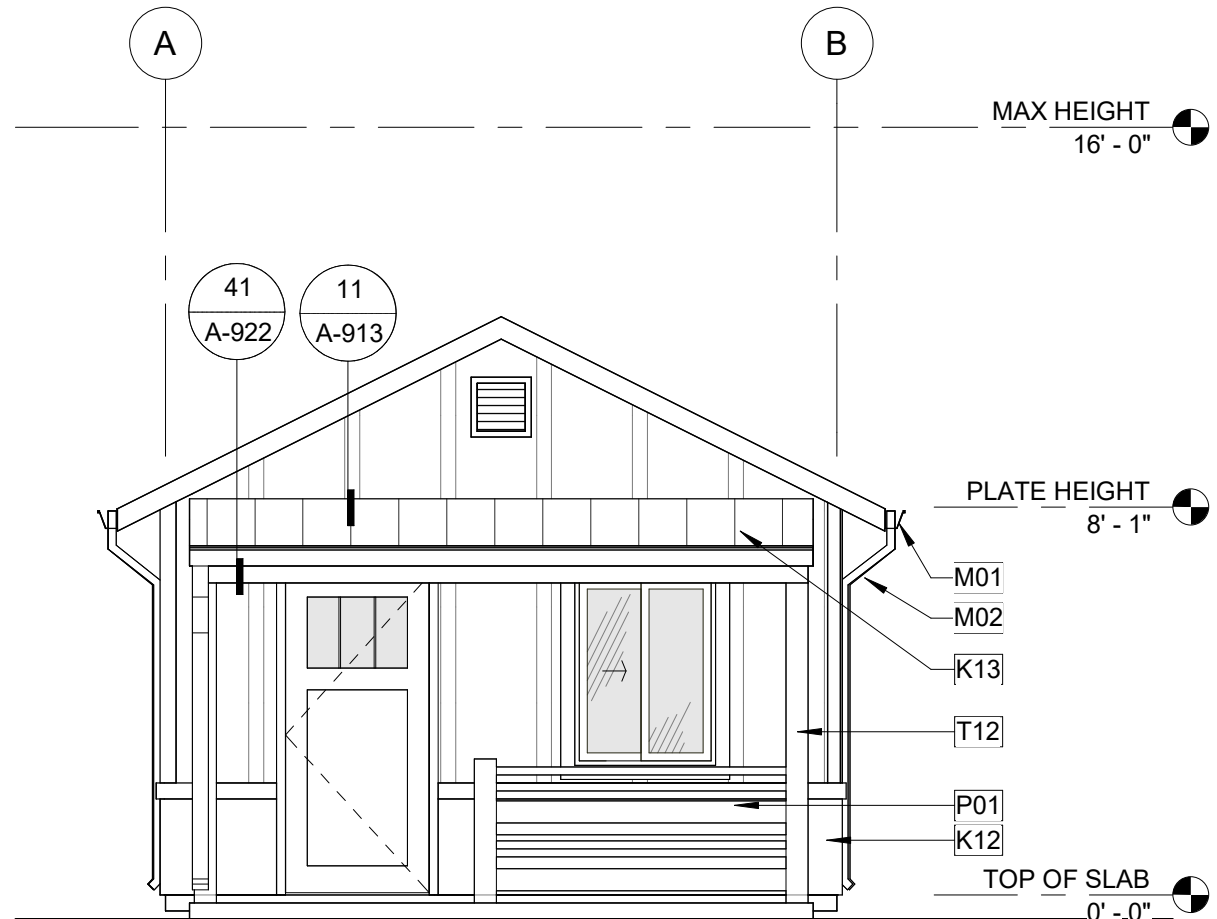 A
B
MAX HEIGHT
16' - 0"
41
A-922
11
A-913
PLATE HEIGHT
8' - 1"
M01
M02
K13
T12
P01
K12
TOP OF SLAB
0' - 0"